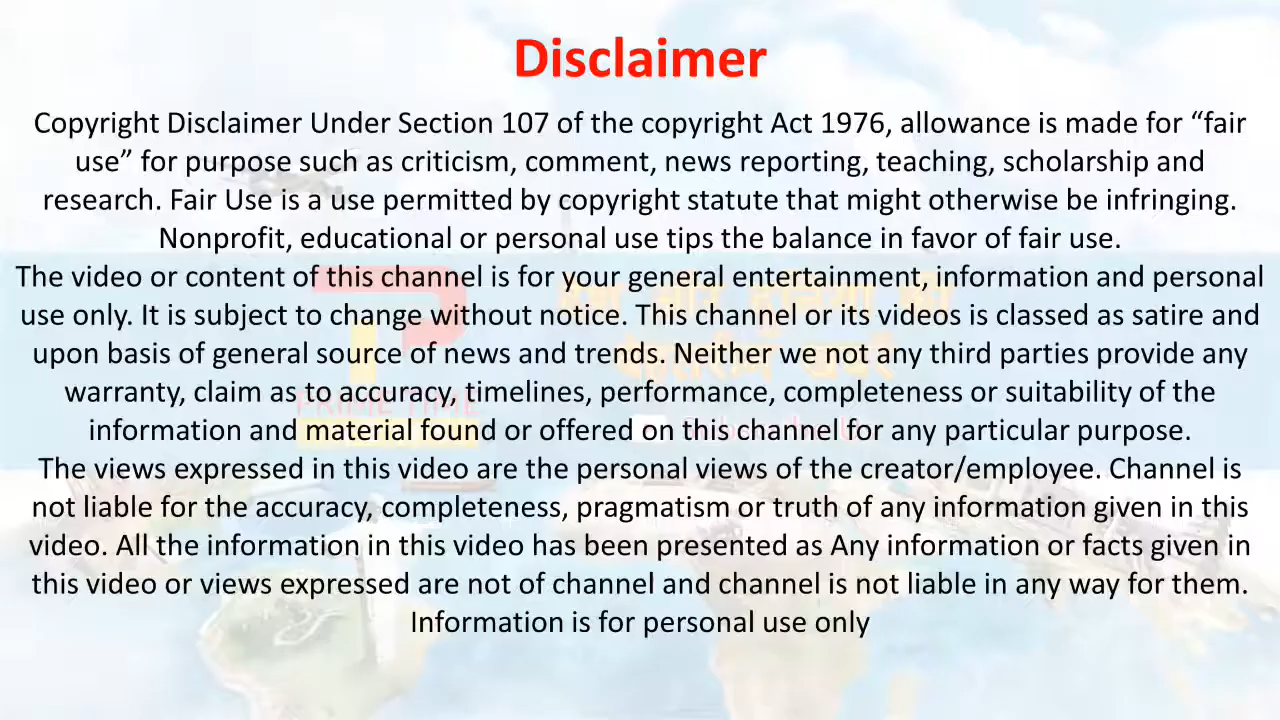 Disclaimer
Copyright Disclaimer Under Section 107 of the copyright Act 1976, allowance is made for “fair
use” for purpose such as criticism, comment, news reporting, teaching, scholarship and
research. Fair Use is a use permitted by copyright statute that might otherwise be infringing.
Nonprofit, educational or personal use tips the balance in favor of fair use.
The video or content of this channel is for your general entertainment, information and personal
use only. It is subject to change without notice. This channel or its videos is classed as satire and
upon basis of general source of news and trends. Neither we not any third parties provide any
warranty, claim as to accuracy, timelines, performance, completeness or suitability of the
information and material found or offered on this channel for any particular purpose.
The views expressed in this video are the personal views of the creator/employee. Channel is
not liable for the accuracy, completeness, pragmatism or truth of any information given in this
video. All the information in this video has been presented as Any information or facts given in
this video or views expressed are not of channel and channel is not liable in any way for them.
Information is for personal use only
PRIME TIME